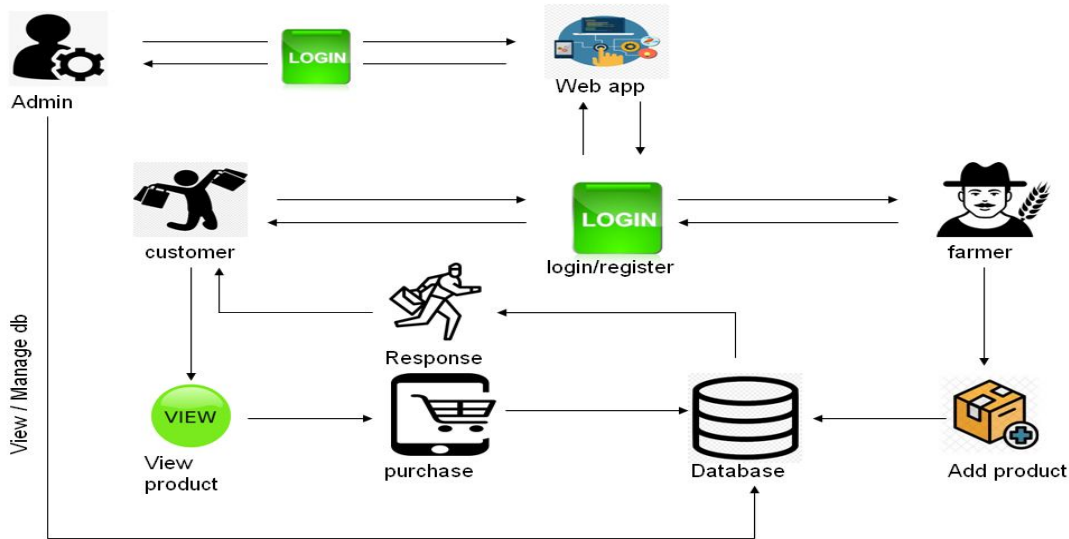 LOGIN
Web app
Admin
LOGIN
customer
login/register
farmer
Response
View / Manage db
VIEW
View
product
purchase
Database
Add product